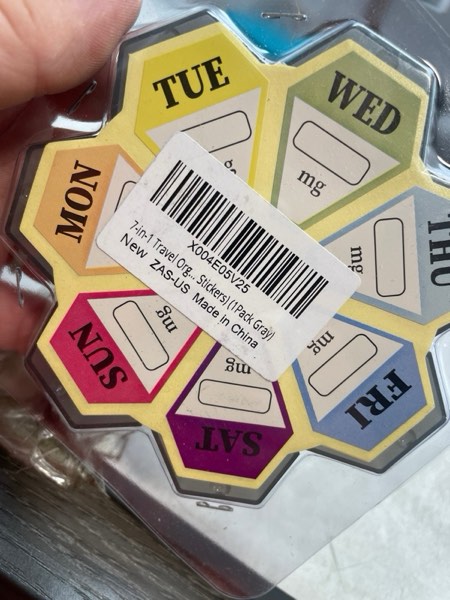 TUE
WED
mg
MON
THU
mg
X004E05V25
7-in-1 Travel Org... Stickers) (1Pack Gray)
New ZAS-US Made in China
mg
SUN
mg
FRI
mg
SAT